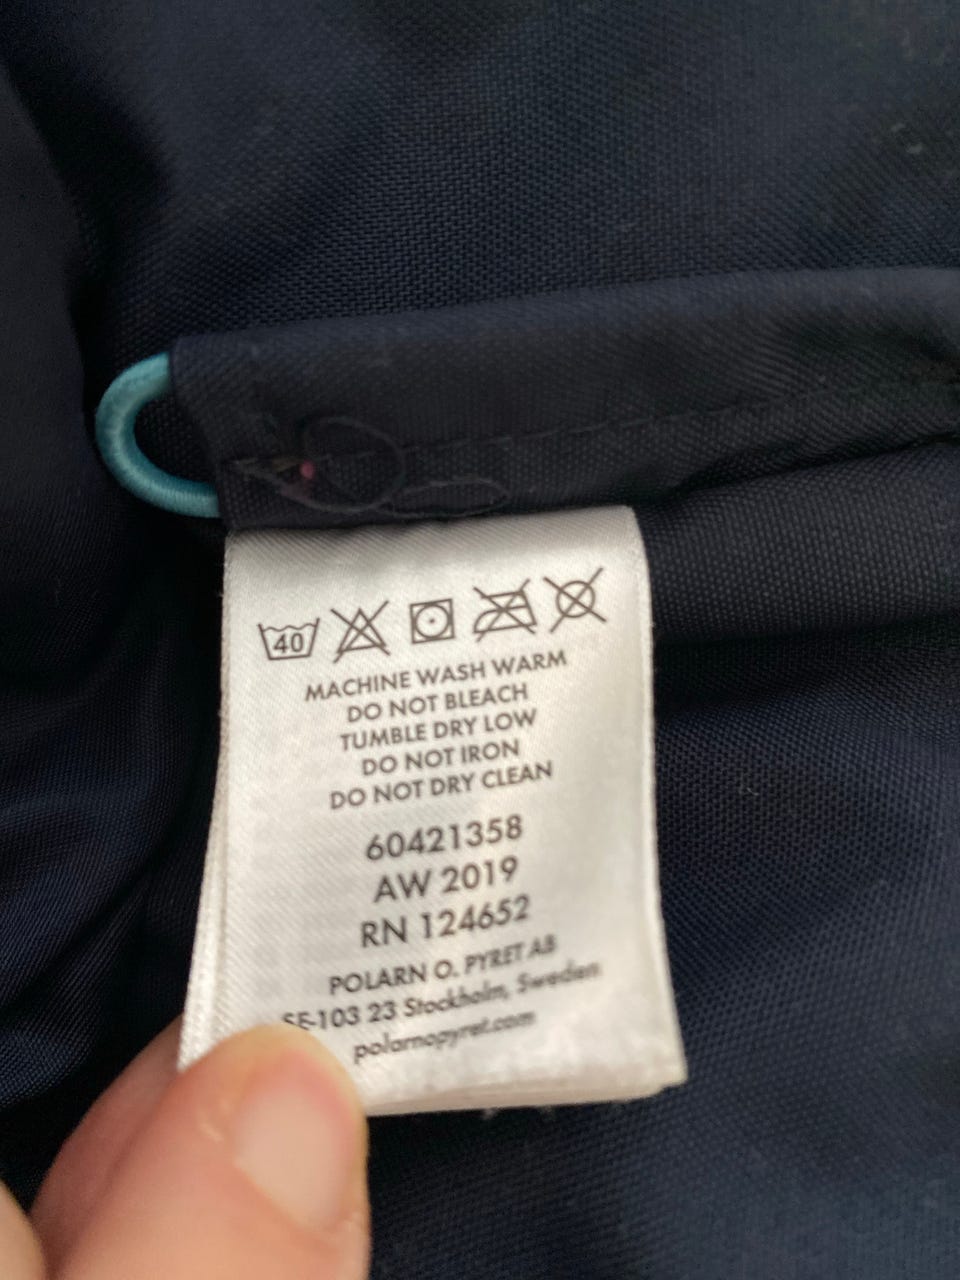 40
MACHINE WASH WARM
DO NOT BLEACH
TUMBLE DRY LOW
DO NOT IRON
DO NOT DRY CLEAN
60421358
AW 2019
RN 124652
POLARN O. PYRET AB
SE-103 23 Stockholm, Sweden
polarnopyret.com